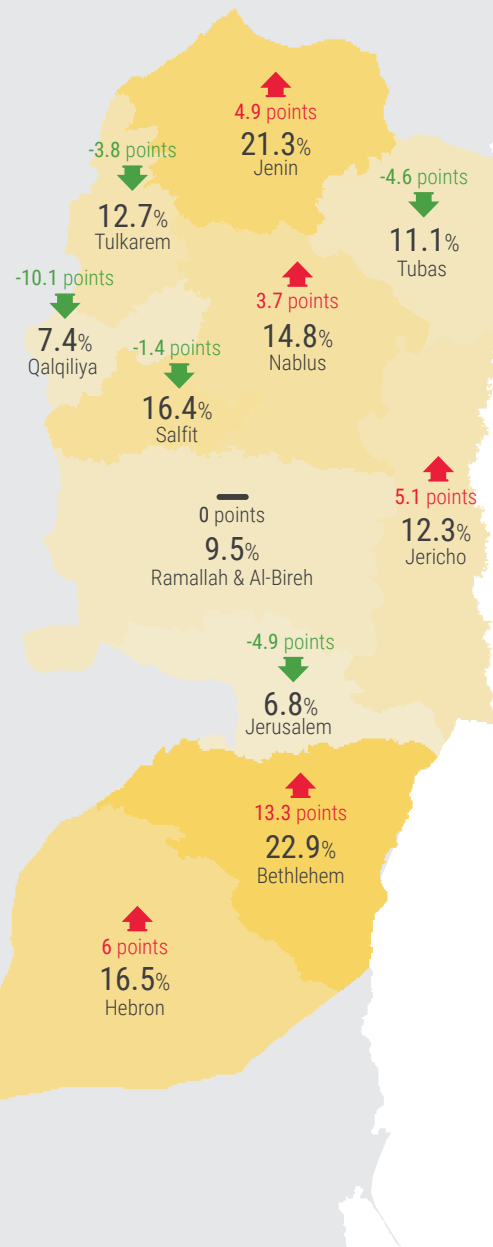 4.9 points
21.3%
Jenin
-3.8 points
12.7%
Tulkarem
-4.6 points
11.1%
Tubas
-10.1 points
7.4%
Qalqiliya
3.7 points
14.8%
Nablus
-1.4 points
16.4%
Salfit
5.1 points
12.3%
Jericho
0 points
9.5%
Ramallah & Al-Bireh
-4.9 points
6.8%
Jerusalem
13.3 points
22.9%
Bethlehem
6 points
16.5%
Hebron